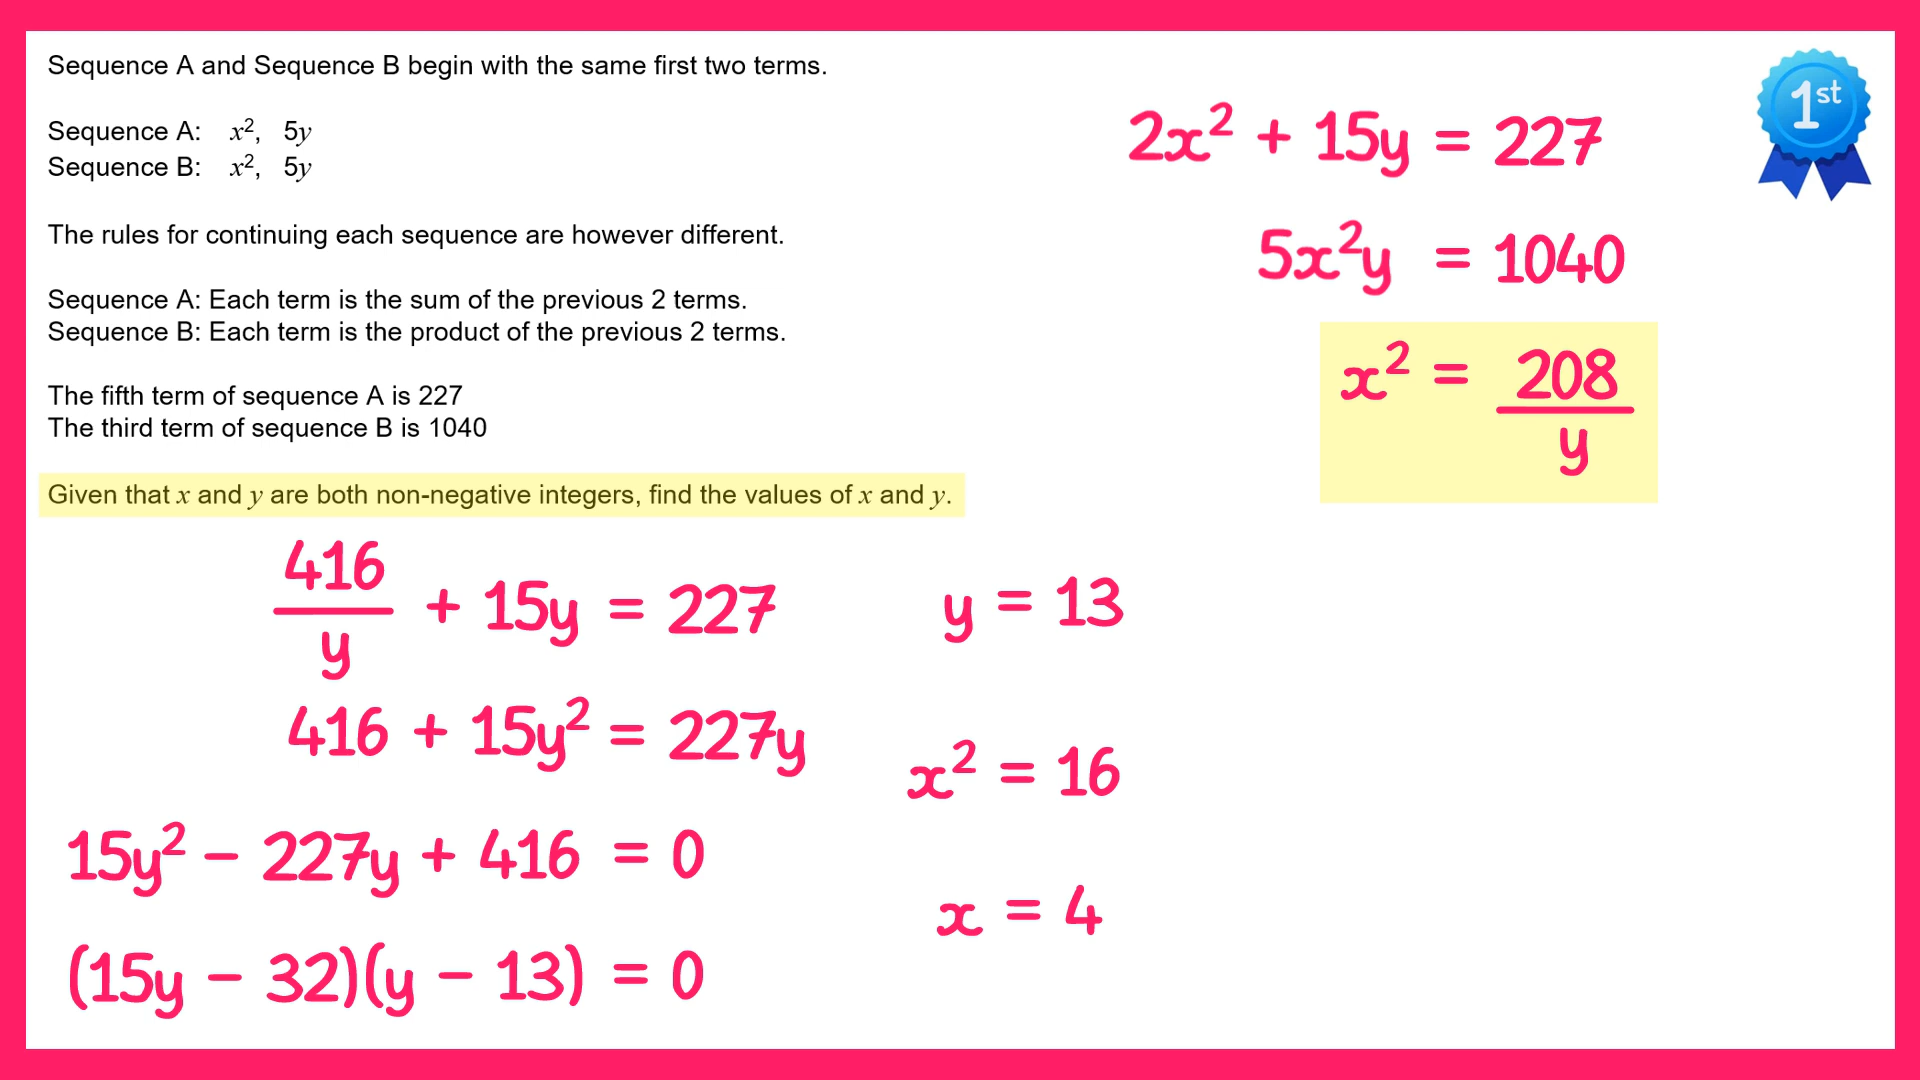 Sequence A and Sequence B begin with the same first two terms.
Sequence A: x², 5y
Sequence B: x², 5y
The rules for continuing each sequence are however different.
Sequence A: Each term is the sum of the previous 2 terms.
Sequence B: Each term is the product of the previous 2 terms.
The fifth term of sequence A is 227
The third term of sequence B is 1040
Given that x and y are both non-negative integers, find the values of x and y.
2x² + 15y = 227
5x²y = 1040
x² = 208/y
1st
416/y + 15y = 227
416 + 15y² = 227y
15y² − 227y + 416 = 0
(15y − 32)(y − 13) = 0
y = 13
x² = 16
x = 4